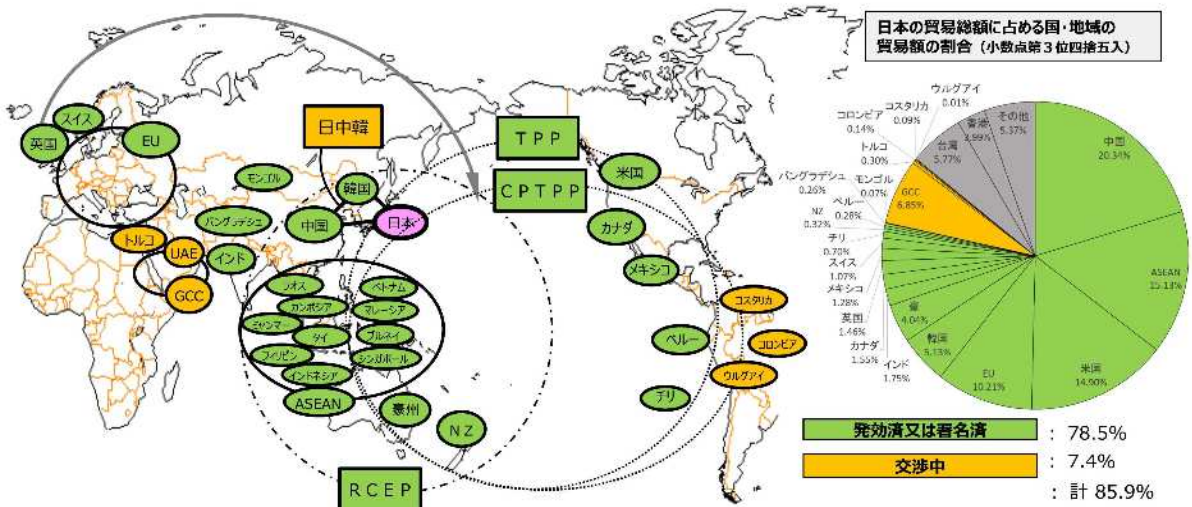 日本の貿易総額に占める国・地域の
貿易額の割合（小数点第３位四捨五入）
スイス
英国
EU
日中韓
モンゴル
韓国
バングラデシュ
中国
日本
トルコ
UAE
インド
GCC
ラオス
ベトナム
カンボジア
マレーシア
ミャンマー
タイ
ブルネイ
フィリピン
シンガポール
インドネシア
ASEAN
豪州
NZ
RCEP
TPP
CPTPP
米国
カナダ
メキシコ
コスタリカ
ペルー
コロンビア
ウルグアイ
チリ
中国
20.34%
ASEAN
15.13%
米国
14.90%
EU
10.21%
韓国
5.13%
豪
4.04%
インド
1.75%
カナダ
1.55%
英国
1.46%
メキシコ
1.28%
スイス
1.07%
チリ
0.70%
NZ
0.32%
ペルー
0.28%
バングラデシュ
0.26%
モンゴル
0.07%
GCC
6.85%
トルコ
0.30%
コロンビア
0.14%
コスタリカ
0.09%
ウルグアイ
0.01%
台湾
5.77%
香港
その他
5.37%
発効済又は署名済
: 78.5%
交渉中
: 7.4%
: 計 85.9%